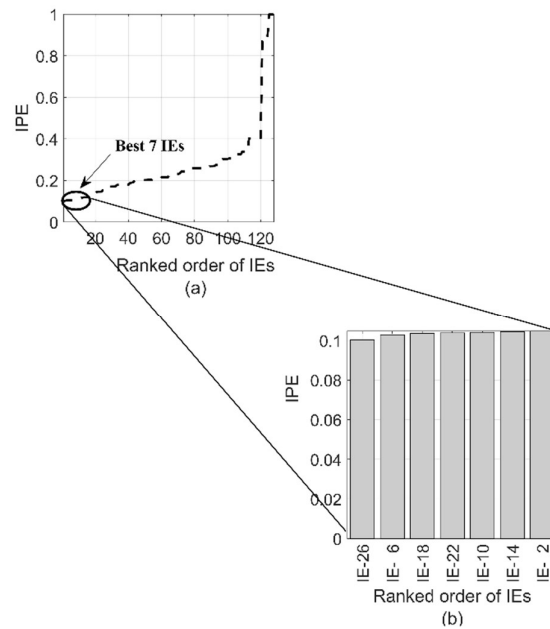 1
0.8
0.6
0.4
0.2
0
IPE
Best 7 IEs
20 40 60 80 100 120
Ranked order of IEs
(a)
0.1
0.08
0.06
0.04
0.02
0
IPE
IE-26 IE- 6 IE-18 IE-22 IE-10 IE-14 IE- 2
Ranked order of IEs
(b)